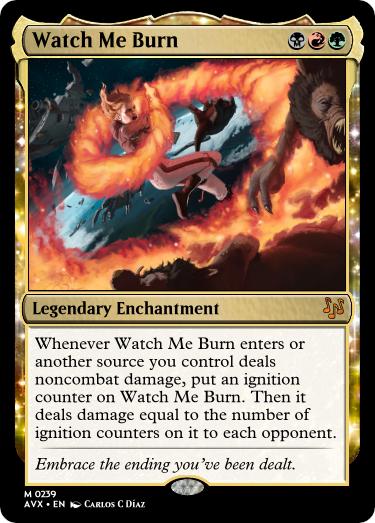 Watch Me Burn
Legendary Enchantment
Whenever Watch Me Burn enters or
another source you control deals
noncombat damage, put an ignition
counter on Watch Me Burn. Then it
deals damage equal to the number of
ignition counters on it to each opponent.
Embrace the ending you've been dealt.
M 0239
AVX • EN Carlos C Díaz